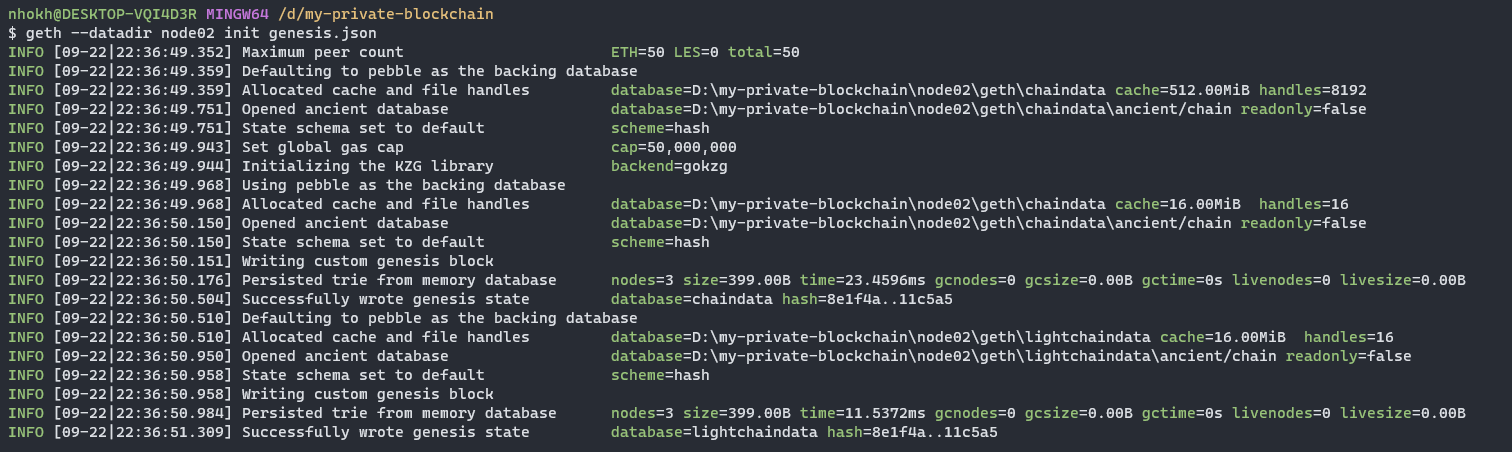 nhokh@DESKTOP-VQI4D3R MINGW64 /d/my-private-blockchain
$ geth --datadir node02 init genesis.json
INFO [09-22|22:36:49.352] Maximum peer count                       ETH=50 LES=0 total=50
INFO [09-22|22:36:49.359] Defaulting to pebble as the backing database
INFO [09-22|22:36:49.359] Allocated cache and file handles         database=D:\my-private-blockchain\node02\geth\chaindata cache=512.00MiB handles=8192
INFO [09-22|22:36:49.751] Opened ancient database                  database=D:\my-private-blockchain\node02\geth\chaindata\ancient/chain readonly=false
INFO [09-22|22:36:49.751] State schema set to default              scheme=hash
INFO [09-22|22:36:49.943] Set global gas cap                       cap=50,000,000
INFO [09-22|22:36:49.944] Initializing the KZG library             backend=gokzg
INFO [09-22|22:36:49.968] Using pebble as the backing database
INFO [09-22|22:36:49.968] Allocated cache and file handles         database=D:\my-private-blockchain\node02\geth\chaindata cache=16.00MiB  handles=16
INFO [09-22|22:36:50.150] Opened ancient database                  database=D:\my-private-blockchain\node02\geth\chaindata\ancient/chain readonly=false
INFO [09-22|22:36:50.150] State schema set to default              scheme=hash
INFO [09-22|22:36:50.151] Writing custom genesis block
INFO [09-22|22:36:50.176] Persisted trie from memory database      nodes=3 size=399.00B time=23.4596ms gcnodes=0 gcsize=0.00B gctime=0s livenodes=0 livesize=0.00B
INFO [09-22|22:36:50.504] Successfully wrote genesis state         database=chaindata hash=8e1f4a..11c5a5
INFO [09-22|22:36:50.510] Defaulting to pebble as the backing database
INFO [09-22|22:36:50.510] Allocated cache and file handles         database=D:\my-private-blockchain\node02\geth\lightchaindata cache=16.00MiB  handles=16
INFO [09-22|22:36:50.950] Opened ancient database                  database=D:\my-private-blockchain\node02\geth\lightchaindata\ancient/chain readonly=false
INFO [09-22|22:36:50.958] State schema set to default              scheme=hash
INFO [09-22|22:36:50.958] Writing custom genesis block
INFO [09-22|22:36:50.984] Persisted trie from memory database      nodes=3 size=399.00B time=11.5372ms gcnodes=0 gcsize=0.00B gctime=0s livenodes=0 livesize=0.00B
INFO [09-22|22:36:51.309] Successfully wrote genesis state         database=lightchaindata hash=8e1f4a..11c5a5